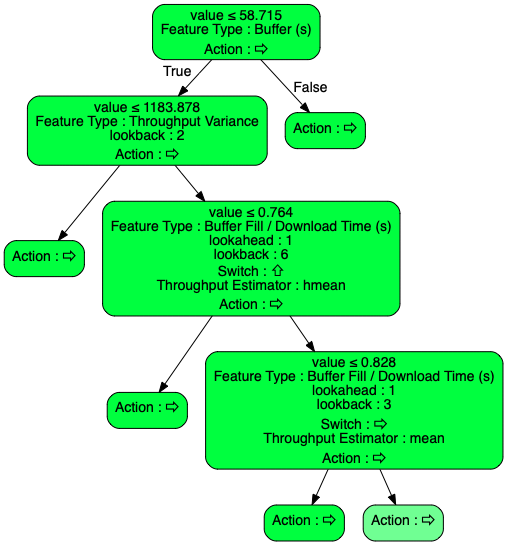 value ≤ 58.715
Feature Type : Buffer (s)
Action : ⇨
True
False
value ≤ 1183.878
Feature Type : Throughput Variance
lookback : 2
Action : ⇨
Action : ⇨
Action : ⇨
value ≤ 0.764
Feature Type : Buffer Fill / Download Time (s)
lookahead : 1
lookback : 6
Switch : ⇧
Throughput Estimator : hmean
Action : ⇨
Action : ⇨
value ≤ 0.828
Feature Type : Buffer Fill / Download Time (s)
lookahead : 1
lookback : 3
Switch : ⇨
Throughput Estimator : mean
Action : ⇨
Action : ⇨
Action : ⇨